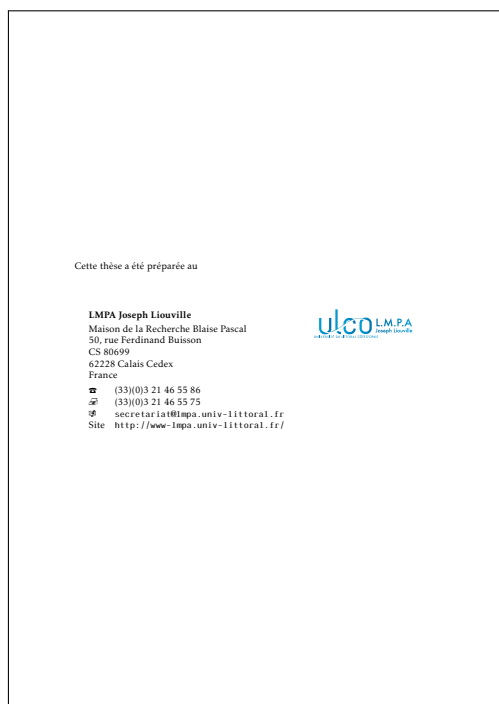 Cette thèse a été préparée au
LMPA Joseph Liouville
Maison de la Recherche Blaise Pascal
50, rue Ferdinand Buisson
CS 80699
62228 Calais Cedex
France
☎ (33)(0)3 21 46 55 86
(33)(0)3 21 46 55 75
secretariat@lmpa.univ-littoral.fr
Site http://www-lmpa.univ-littoral.fr/
ulco L.M.P.A
Joseph Liouville